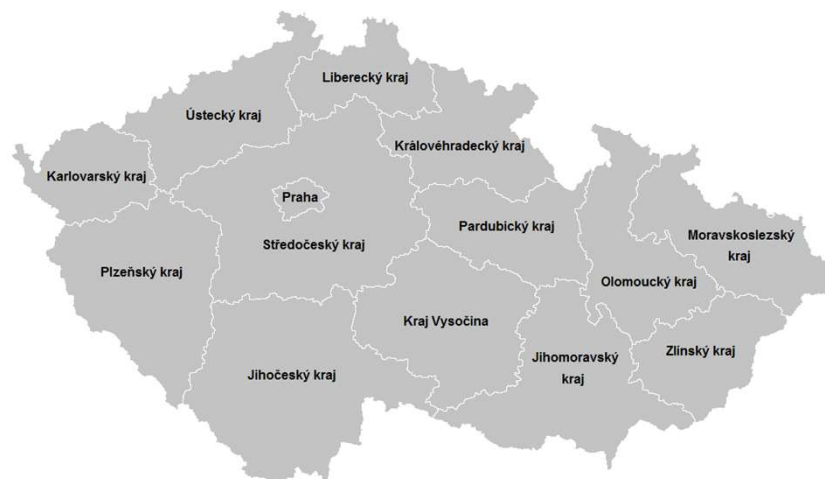 Liberecký kraj
Ústecký kraj
Královéhradecký kraj
Karlovarský kraj
Praha
Pardubický kraj
Moravskoslezský
kraj
Středočeský kraj
Plzeňský kraj
Olomoucký kraj
Kraj Vysočina
Jihomoravský
kraj
Zlínský kraj
Jihočeský kraj